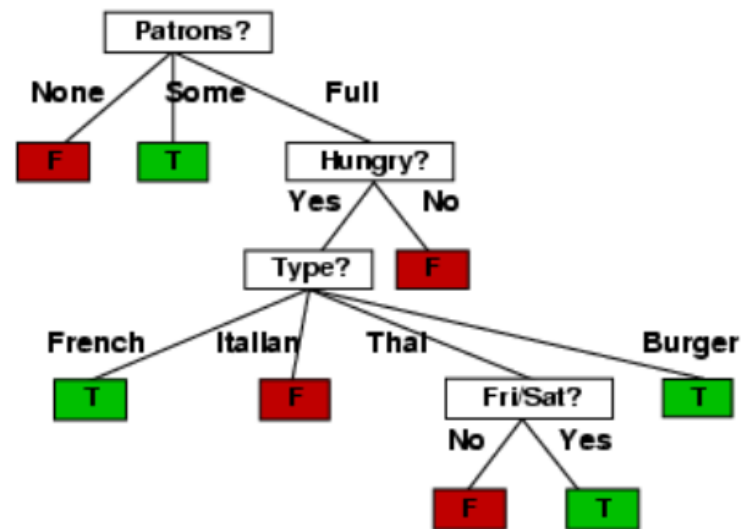 Patrons?
None Some Full
F T Hungry?
Yes No
Type? F
French Italian Thai Burger
T F Fri/Sat? T
No Yes
F T